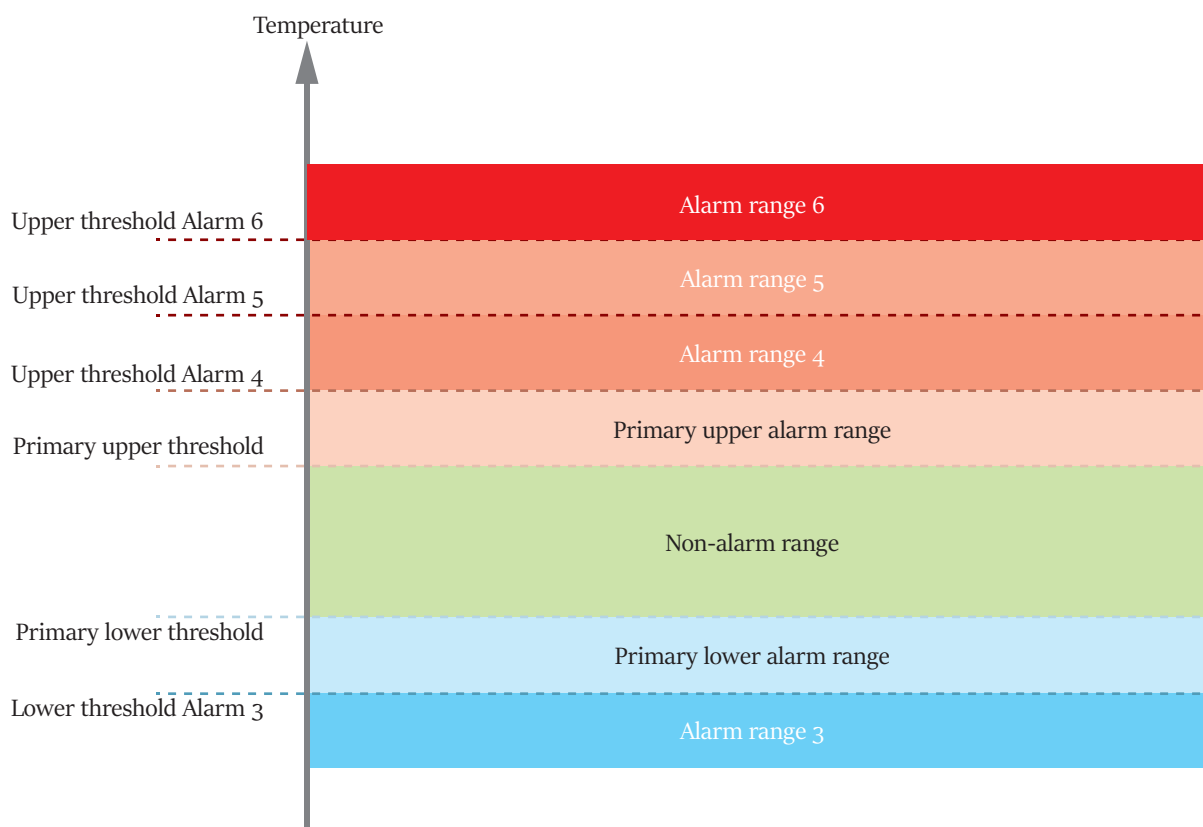 Temperature
Alarm range 6
Upper threshold Alarm 6
Alarm range 5
Upper threshold Alarm 5
Alarm range 4
Upper threshold Alarm 4
Primary upper alarm range
Primary upper threshold
Non-alarm range
Primary lower threshold
Primary lower alarm range
Lower threshold Alarm 3
Alarm range 3